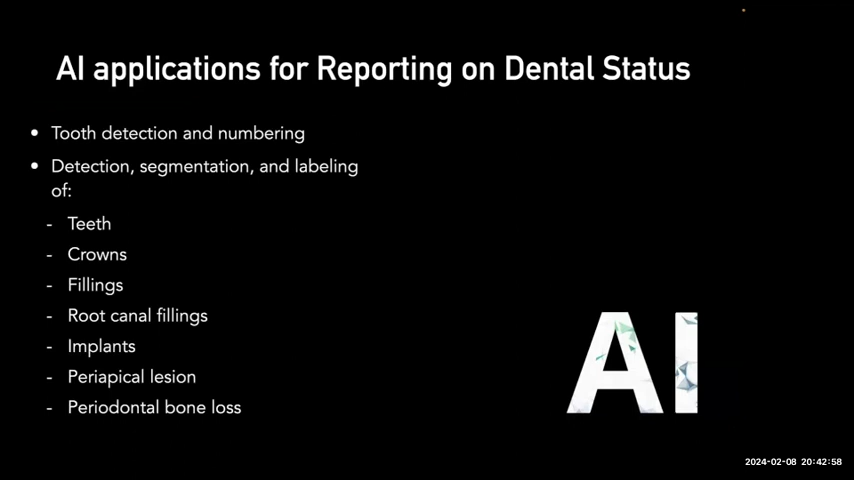 AI applications for Reporting on Dental Status
• Tooth detection and numbering
• Detection, segmentation, and labeling
of:
- Teeth
- Crowns
- Fillings
- Root canal fillings
- Implants
- Periapical lesion
- Periodontal bone loss
AI
2024-02-08 20:42:58